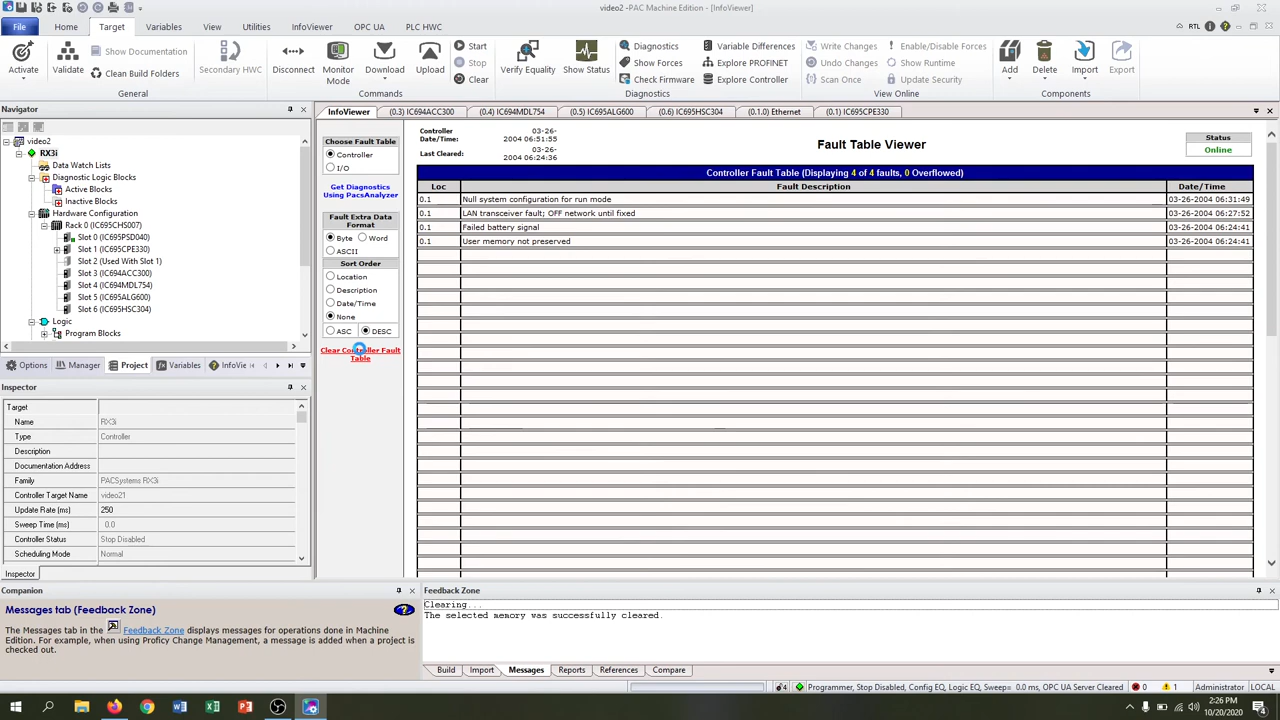 video2 -PAC Machine Edition - [InfoViewer]
File Home Target Variables View Utilities InfoViewer OPC UA PLC HWC RTL
Activate Validate Show Documentation Clean Build Folders Secondary HWC
General
Disconnect Monitor Mode Download Upload Start Stop Clear
Commands
Verify Equality Show Status Diagnostics Show Forces Check Firmware Variable Differences Explore PROFINET Explore Controller
Diagnostics
Write Changes Undo Changes Scan Once Enable/Disable Forces Show Runtime Update Security
View Online
Add Delete Import Export
Components
Navigator
video2
RX3i
Data Watch Lists
Diagnostic Logic Blocks
Active Blocks
Inactive Blocks
Hardware Configuration
Rack 0 (IC695CHS007)
Slot 0 (IC695PSD040)
Slot 1 (IC695CPE330)
Slot 2 (Used With Slot 1)
Slot 3 (IC694ACC300)
Slot 4 (IC694MDL754)
Slot 5 (IC695ALG600)
Slot 6 (IC695HSC304)
Logic
Program Blocks
Options Manager Project Variables InfoVie
Inspector
Target
Name RX3i
Type Controller
Description
Documentation Address
Family PACSystems RX3i
Controller Target Name video21
Update Rate (ms) 250
Sweep Time (ms) 0.0
Controller Status Stop Disabled
Scheduling Mode Normal
Inspector
InfoViewer (0.3) IC694ACC300 (0.4) IC694MDL754 (0.5) IC695ALG600 (0.6) IC695HSC304 (0.1.0) Ethernet (0.1) IC695CPE330
Choose Fault Table
Controller
I/O
Get Diagnostics
Using PacsAnalyzer
Fault Extra Data
Format
Byte Word
ASCII
Sort Order
Location
Description
Date/Time
None
ASC DESC
Clear Controller Fault
Table
Controller Date/Time: 03-26-2004 06:51:55
Last Cleared: 03-26-2004 06:24:36
Fault Table Viewer
Status
Online
Controller Fault Table (Displaying 4 of 4 faults, 0 Overflowed)
Loc Fault Description Date/Time
0.1 Null system configuration for run mode 03-26-2004 06:31:49
0.1 LAN transceiver fault; OFF network until fixed 03-26-2004 06:27:52
0.1 Failed battery signal 03-26-2004 06:24:41
0.1 User memory not preserved 03-26-2004 06:24:41
Companion
Messages tab (Feedback Zone)
The Messages tab in the Feedback Zone displays messages for operations done in Machine
Edition. For example, when using Proficy Change Management, a message is added when a project is
checked out.
Feedback Zone
Clearing...
The selected memory was successfully cleared.
Build Import Messages Reports References Compare
Programmer, Stop Disabled, Config EQ, Logic EQ, Sweep= 0.0 ms, OPC UA Server Cleared 0 1 Administrator LOCAL
2:26 PM
10/20/2020
4